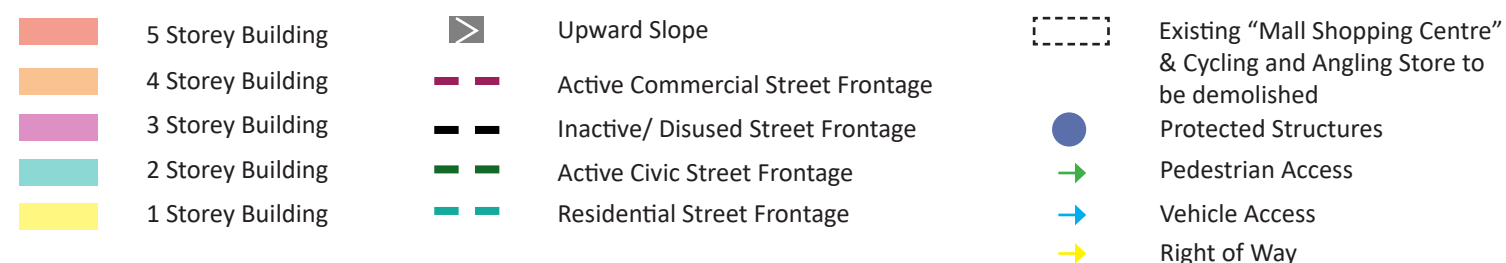 5 Storey Building
4 Storey Building
3 Storey Building
2 Storey Building
1 Storey Building
Upward Slope
Active Commercial Street Frontage
Inactive/ Disused Street Frontage
Active Civic Street Frontage
Residential Street Frontage
Existing “Mall Shopping Centre”
& Cycling and Angling Store to
be demolished
Protected Structures
Pedestrian Access
Vehicle Access
Right of Way